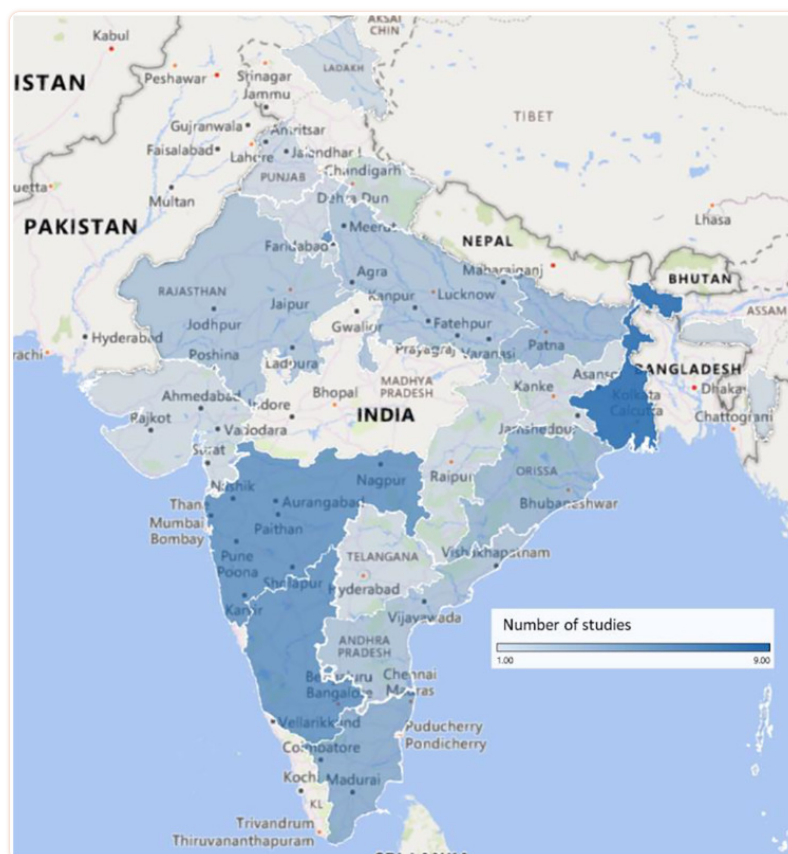 AKSAI
CHIN
Kabul
LADAKH
Peshawar
Srinagar
ISTAN
Jammu
TIBET
Gujranwala
Amritsar
Faisalabad
Lahore
Jalandhar
PUNJAB
Chandigarh
uetta
Multan
Dehra Dun
Lhasa
PAKISTAN
Meerut
NEPAL
Faridabad
Maharajganj
BHUTAN
Agra
RAJASTHAN
Kanpur
Lucknow
ASSAM
Jaipur
Hyderabad
Jodhpur
Gwalior
Fatehpur
arachi
Poshina
Prayagraj
Varanasi
Patna
Ladpura
BANGLADESH
MADHYA
PRADESH
Kanke
Asanso
Dhaka
Ahmedabad
Indore
Bhopal
INDIA
Kolkata
Calcutta
Chattogram
Rajkot
Vadodara
Jamshedpur
Surat
Raipur
ORISSA
Nashik
Nagpur
Bhubaneshwar
Thane
Aurangabad
Mumbai
Bombay
Paithan
TELANGANA
Vishakhapatnam
Pune
Poona
Sholapur
Hyderabad
Karvir
Vijayawada
Number of studies
1.00
9.00
ANDHRA
PRADESH
Bengaluru
Bangalore
Chennai
Madras
Vellarikkund
Puducherry
Pondicherry
Coimbatore
Kochi
Madurai
KL
Trivandrum
Thiruvananthapuram